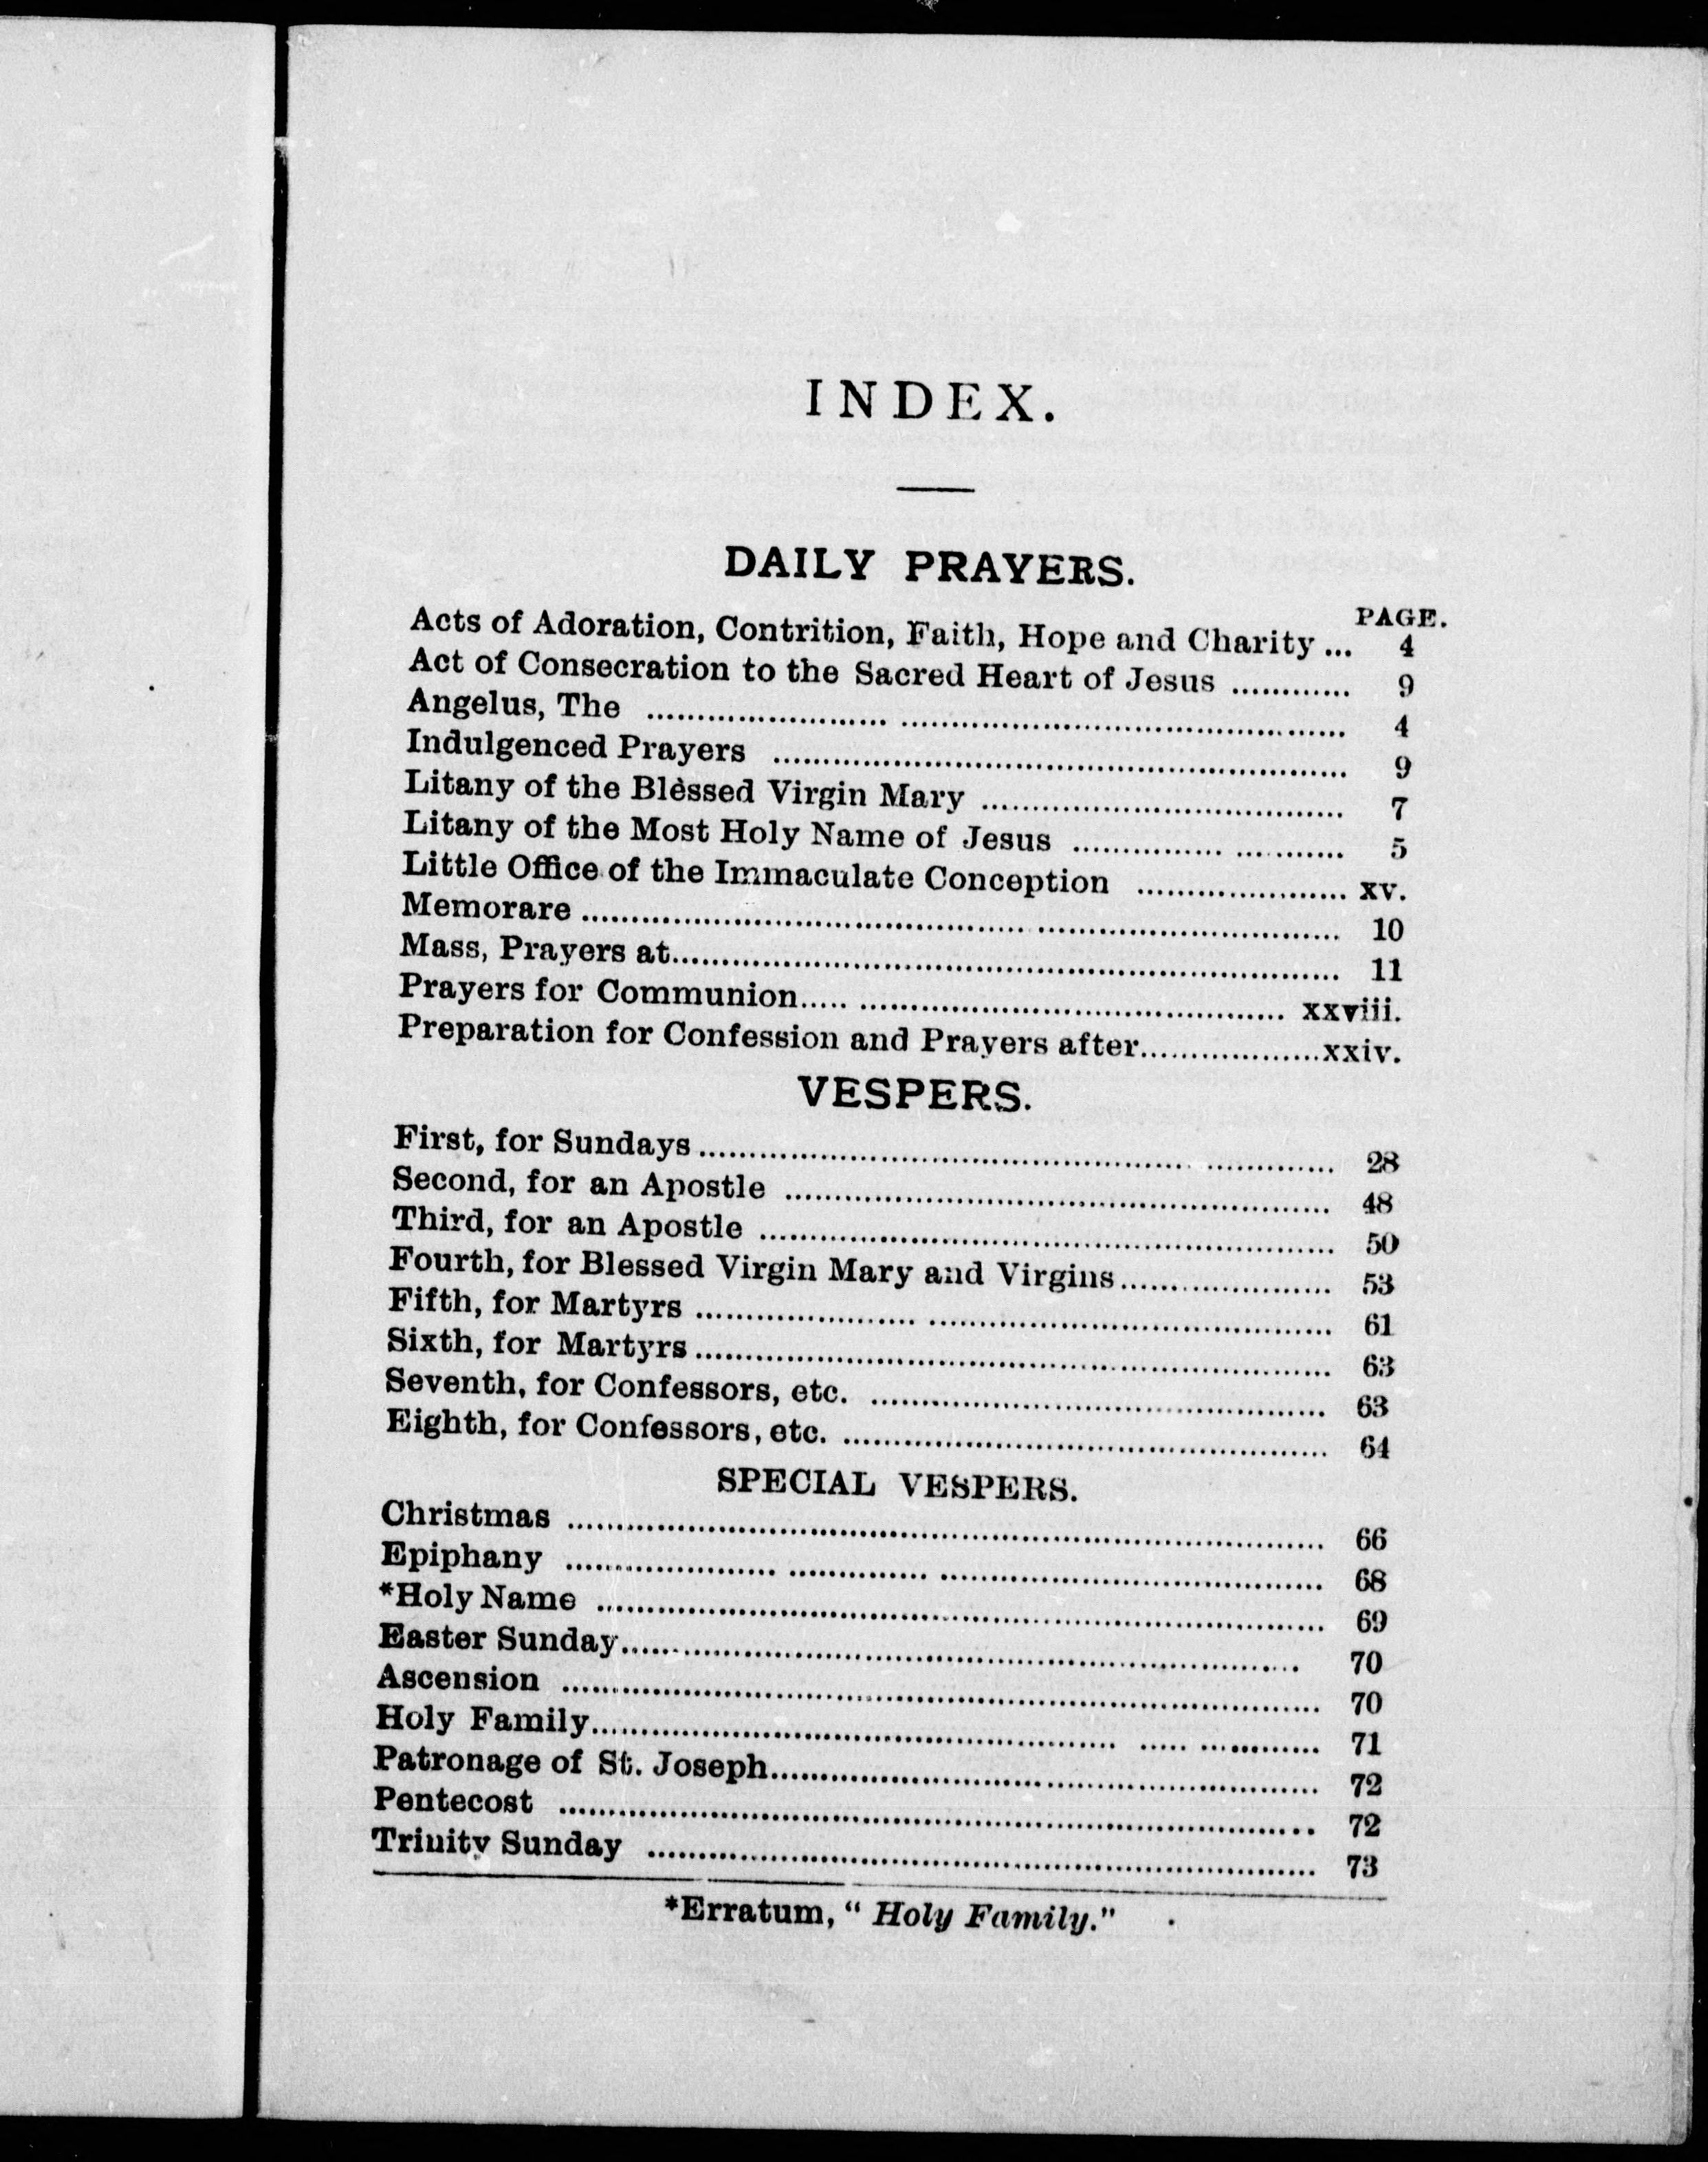 INDEX.
DAILY PRAYERS.
PAGE.
Acts of Adoration, Contrition, Faith, Hope and Charity ... 4
Act of Consecration to the Sacred Heart of Jesus ............ 9
Angelus, The .................................................... 4
Indulgenced Prayers .................................................... 9
Litany of the Blessed Virgin Mary .................................... 7
Litany of the Most Holy Name of Jesus .......................... 5
Little Office of the Immaculate Conception ..................... xv.
Memorare .................................................... 10
Mass, Prayers at.................................................... 11
Prayers for Communion............................................. xxviii.
Preparation for Confession and Prayers after..................xxiv.
VESPERS.
First, for Sundays.................................................... 28
Second, for an Apostle .................................................... 48
Third, for an Apostle .................................................... 50
Fourth, for Blessed Virgin Mary and Virgins..................... 53
Fifth, for Martyrs .................................................... 61
Sixth, for Martyrs.................................................... 63
Seventh, for Confessors, etc. ............................................. 63
Eighth, for Confessors, etc. ............................................. 64
SPECIAL VESPERS.
Christmas .................................................... 66
Epiphany .................................................... 68
*Holy Name .................................................... 69
Easter Sunday.................................................... 70
Ascension .................................................... 70
Holy Family.................................................... 71
Patronage of St. Joseph.................................................... 72
Pentecost .................................................... 72
Trinity Sunday .................................................... 73
*Erratum, "Holy Family."